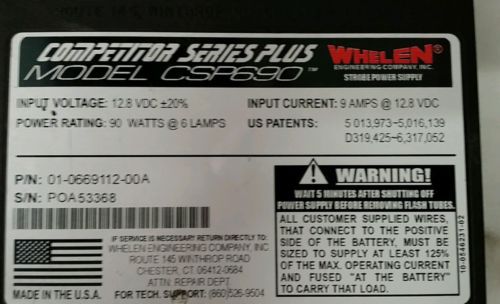 COMPETITOR SERIES PLUS
MODEL CSP690 ™
WHELEN ®
ENGINEERING COMPANY, INC.
STROBE POWER SUPPLY
INPUT VOLTAGE: 12.8 VDC ±20%
INPUT CURRENT: 9 AMPS @ 12.8 VDC
POWER RATING: 90 WATTS @ 6 LAMPS
US PATENTS: 5 013,973~5,016,139
D319,425~6,317,052
P/N: 01-0669112-00A
S/N: POA 53368
WARNING!
WAIT 5 MINUTES AFTER SHUTTING OFF
POWER SUPPLY BEFORE REMOVING FLASH TUBES.
ALL CUSTOMER SUPPLIED WIRES,
THAT CONNECT TO THE POSITIVE
SIDE OF THE BATTERY, MUST BE
SIZED TO SUPPLY AT LEAST 125%
OF THE MAX. OPERATING CURRENT
AND FUSED "AT THE BATTERY"
TO CARRY THAT LOAD.
10-0546231-02
IF SERVICE IS NECESSARY RETURN DIRECTLY TO:
WHELEN ENGINEERING COMPANY, INC
ROUTE 145 WINTHROP ROAD
CHESTER, CT 06412-0684
ATTN: REPAIR DEPT.
FOR TECH. SUPPORT: (860)526-9504
MADE IN THE U.S.A.